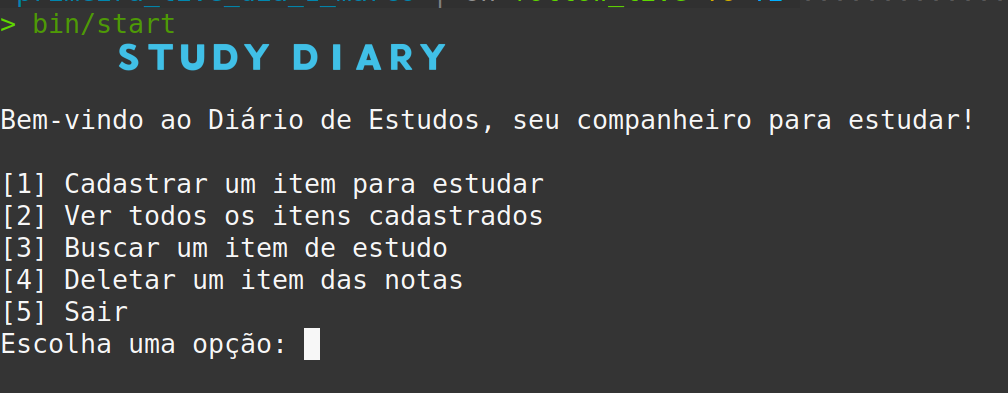 > bin/start
STUDY DIARY
Bem-vindo ao Diário de Estudos, seu companheiro para estudar!
[1] Cadastrar um item para estudar
[2] Ver todos os itens cadastrados
[3] Buscar um item de estudo
[4] Deletar um item das notas
[5] Sair
Escolha uma opção: